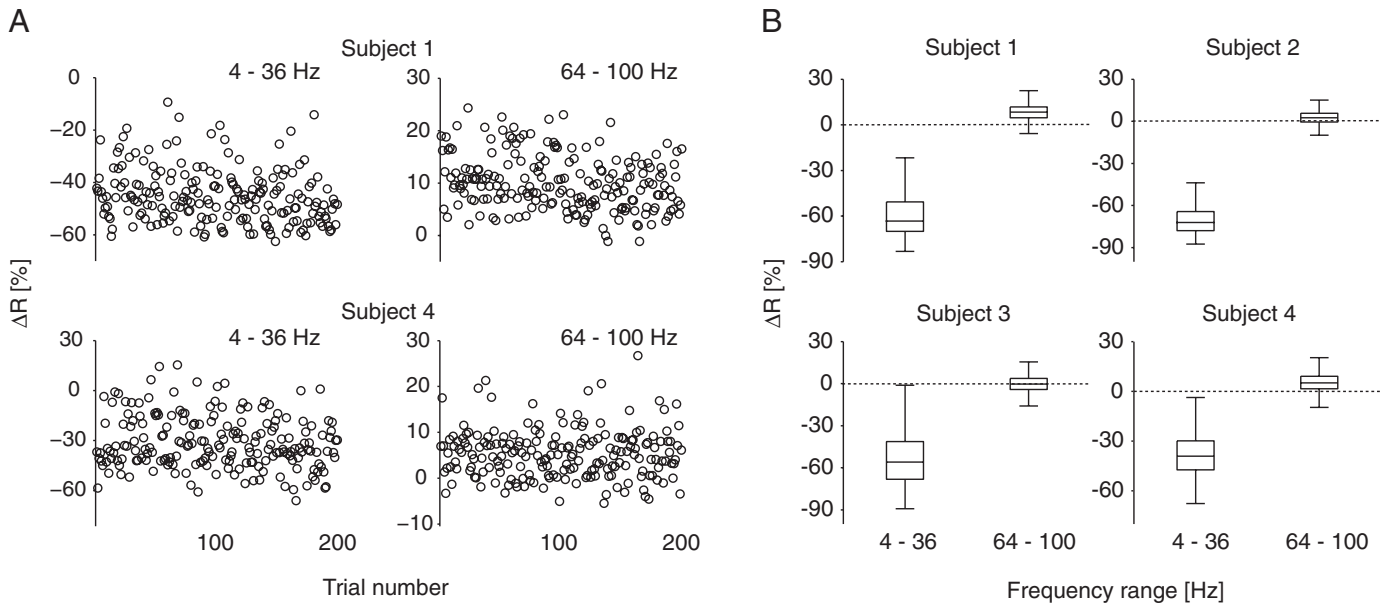 A
Subject 1
4 - 36 Hz
64 - 100 Hz
0
−20
−40
−60
30
20
10
0
ΔR [%]
Subject 4
4 - 36 Hz
64 - 100 Hz
30
0
−30
−60
30
20
10
0
−10
100
200
100
200
Trial number
B
Subject 1
Subject 2
30
0
-30
-60
-90
30
0
-30
-60
-90
ΔR [%]
Subject 3
Subject 4
30
0
-30
-60
-90
30
0
-30
-60
4 - 36
64 - 100
4 - 36
64 - 100
Frequency range [Hz]